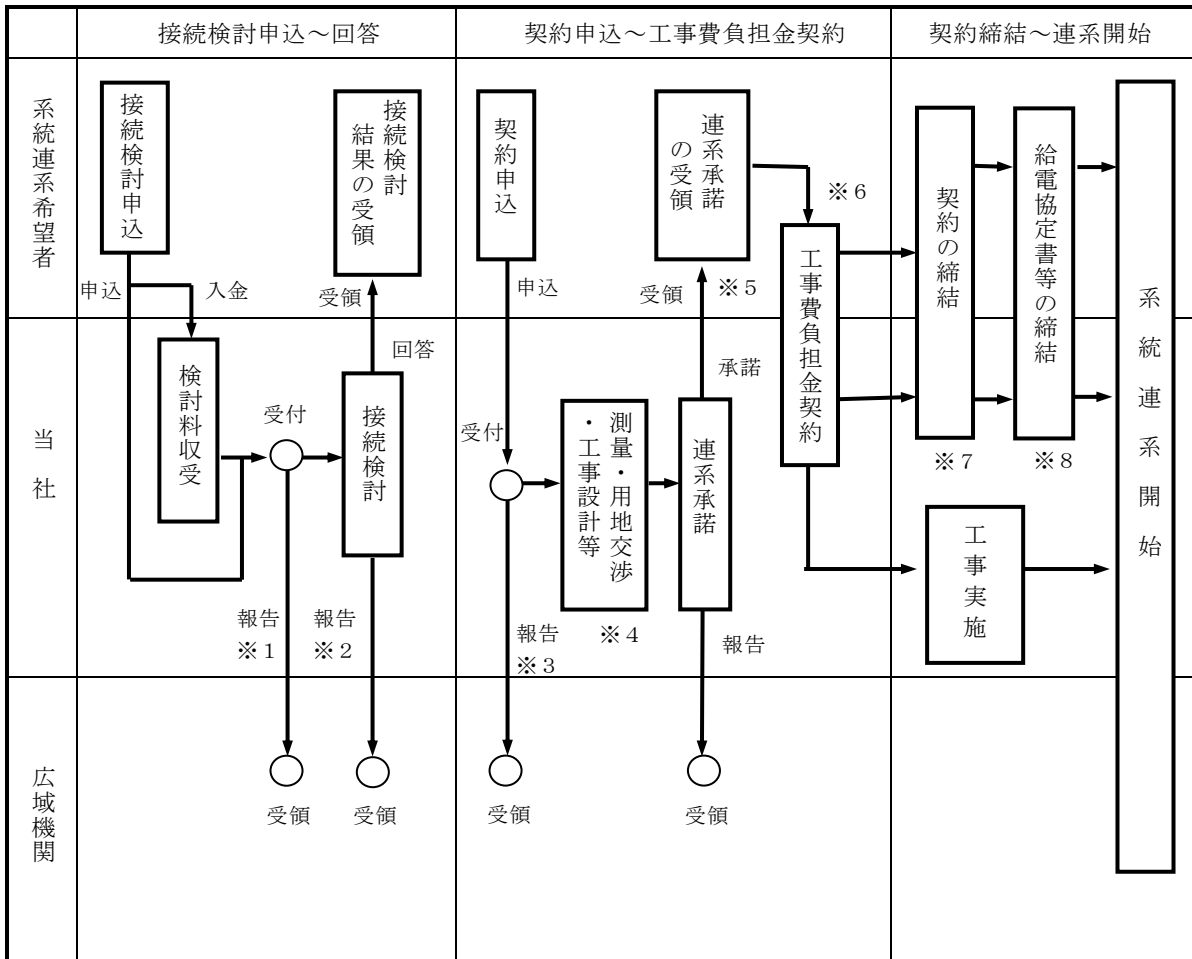 接続検討申込～回答
契約申込～工事費負担金契約
契約締結～連系開始
系統連系希望者
接続検討申込
申込
入金
接続検討
結果の受領
受領
契約申込
申込
連系承諾
の受領
受領
※５
※６
工事費負担金契約
契約の締結
※７
給電協定書等の締結
※８
系統連系開始
当社
検討料収受
受付
回答
接続検討
報告
※１
報告
※２
受付
測量・用地交渉
・工事設計等
※４
承諾
連系承諾
報告
※３
報告
工事実施
広域機関
受領
受領
受領
受領